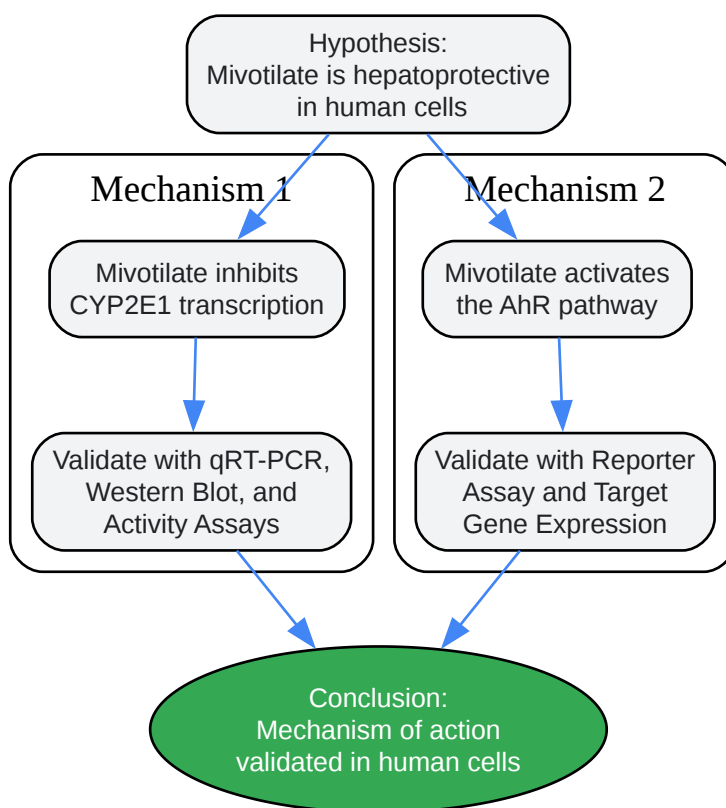 Hypothesis:
Mivotilate is hepatoprotective
in human cells
Mechanism 1
Mivotilate inhibits
CYP2E1 transcription
Validate with qRT-PCR,
Western Blot, and
Activity Assays
Mechanism 2
Mivotilate activates
the AhR pathway
Validate with Reporter
Assay and Target
Gene Expression
Conclusion:
Mechanism of action
validated in human cells